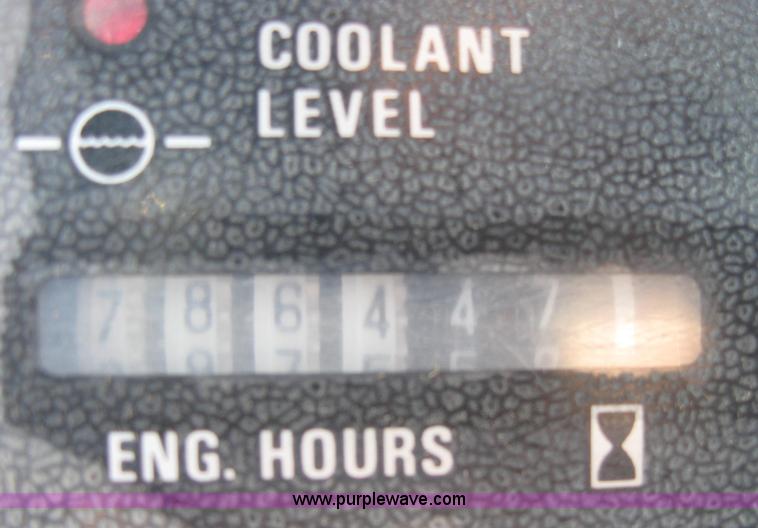 COOLANT
LEVEL
7 8 6 4 4 7
ENG. HOURS
www.purplewave.com